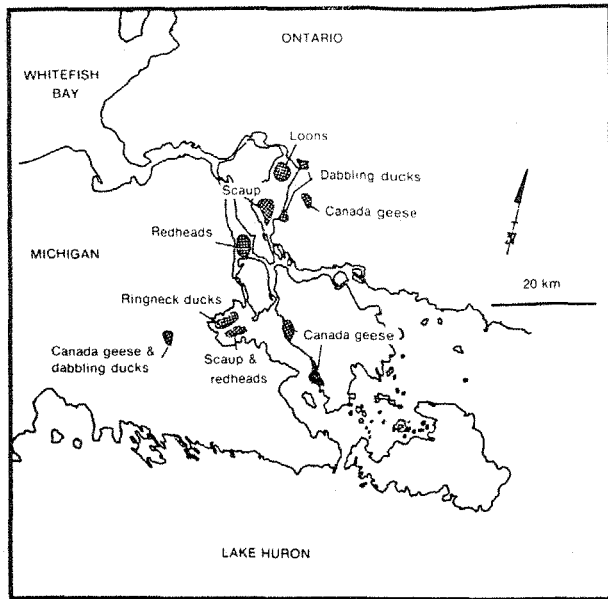 ONTARIO
WHITEFISH
BAY
Loons
Dabbling ducks
Scaup
Canada geese
Redheads
MICHIGAN
20 km
Ringneck ducks
Canada geese
Canada geese &
dabbling ducks
Scaup &
redheads
LAKE HURON